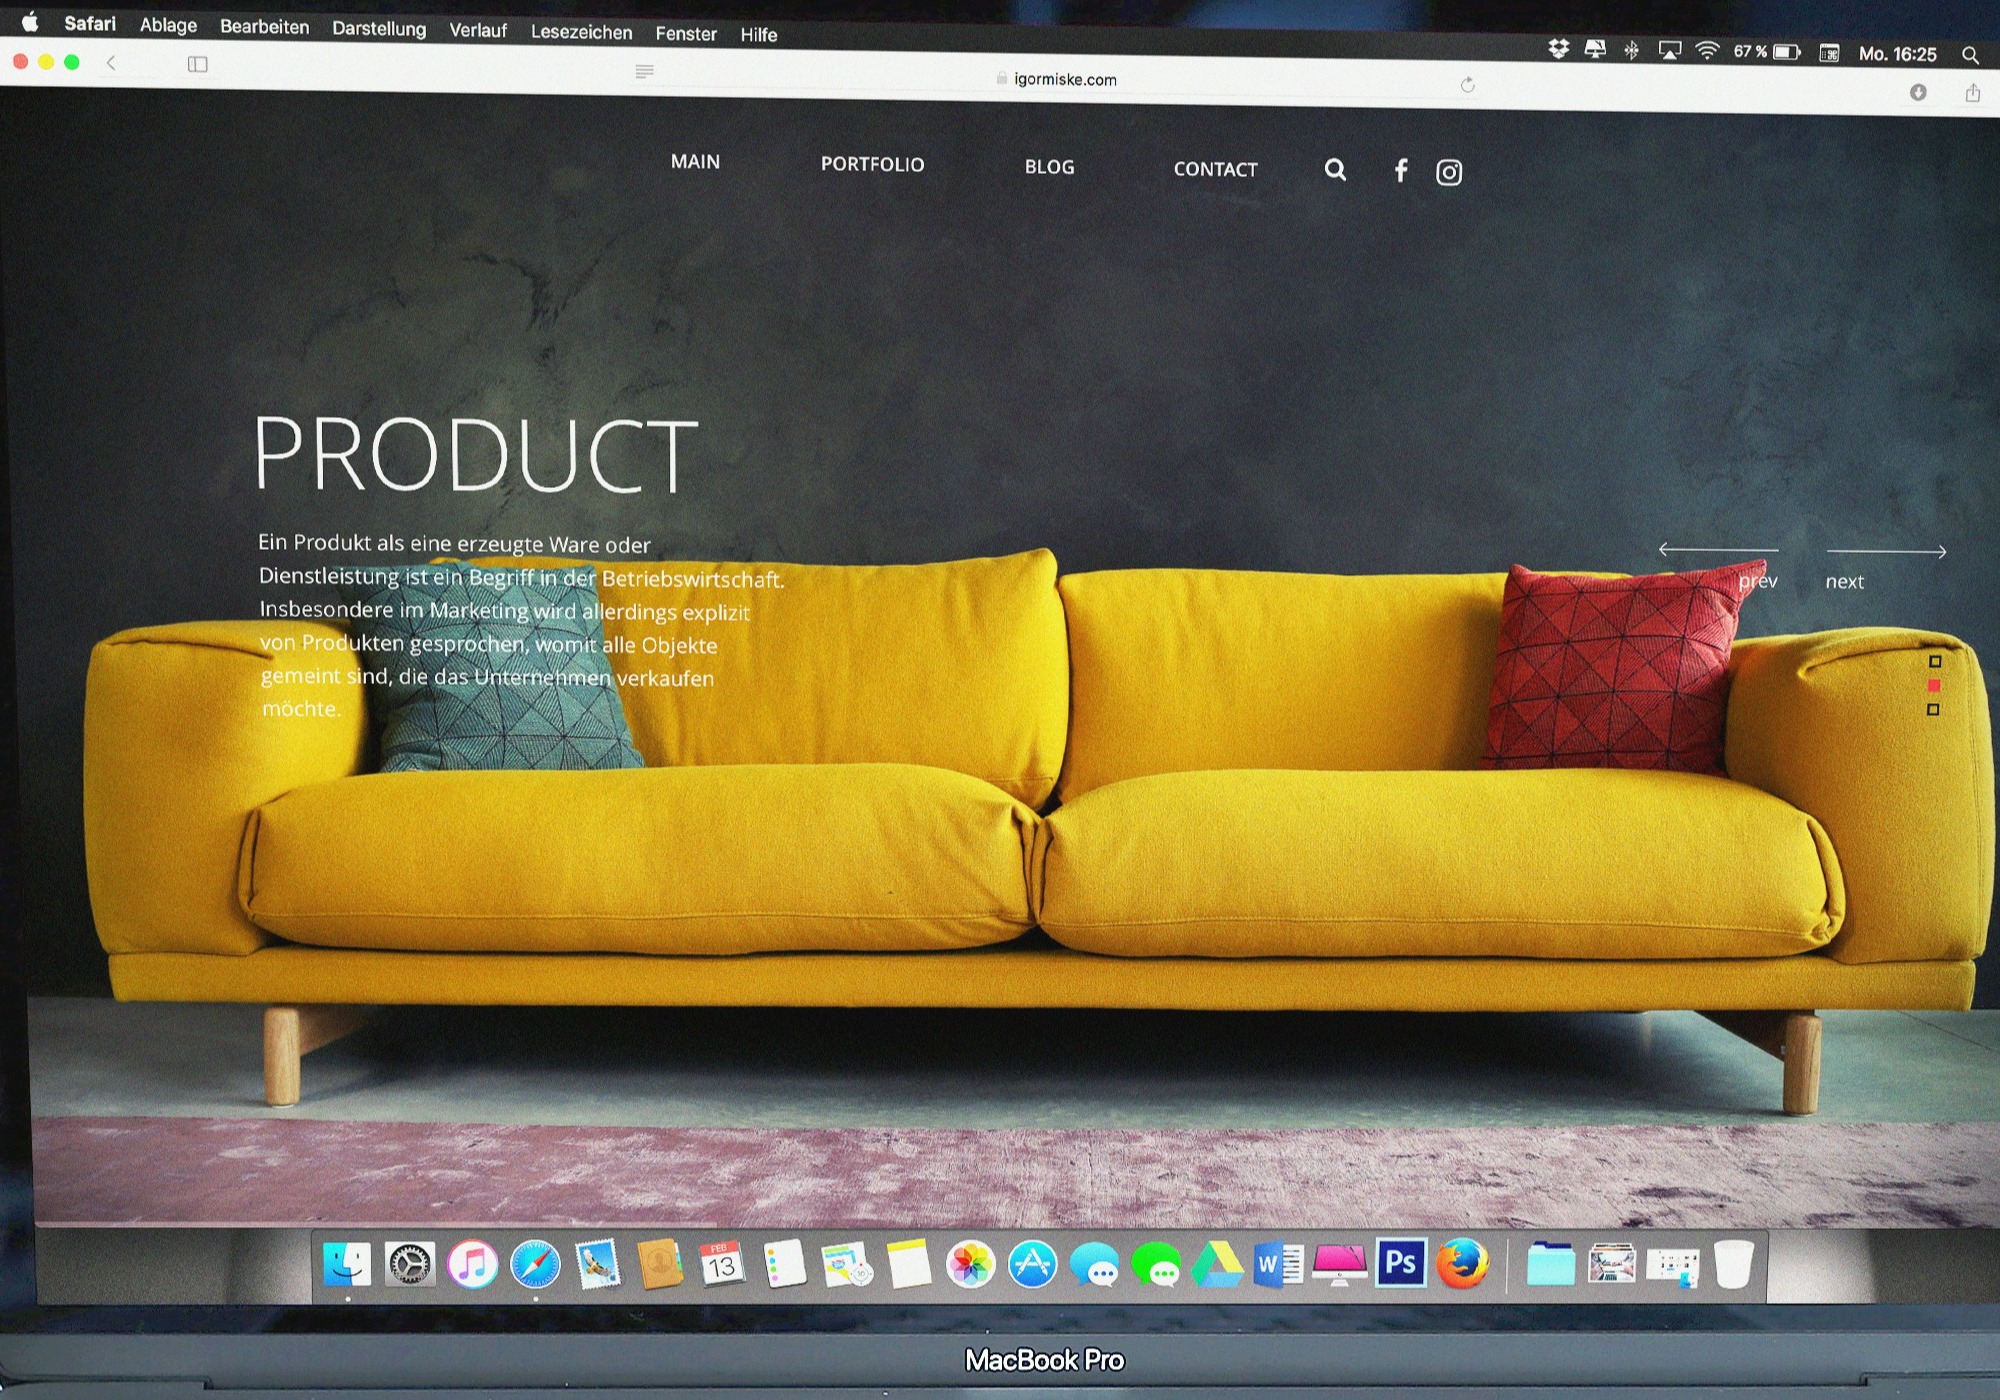 Safari Ablage Bearbeiten Darstellung Verlauf Lesezeichen Fenster Hilfe 67 % Mo. 16:25
igormiske.com
MAIN PORTFOLIO BLOG CONTACT
PRODUCT
Ein Produkt als eine erzeugte Ware oder
Dienstleistung ist ein Begriff in der Betriebswirtschaft.
Insbesondere im Marketing wird allerdings explizit
von Produkten gesprochen, womit alle Objekte
gemeint sind, die das Unternehmen verkaufen
möchte.
prev next
FEB
13
W
Ps
MacBook Pro